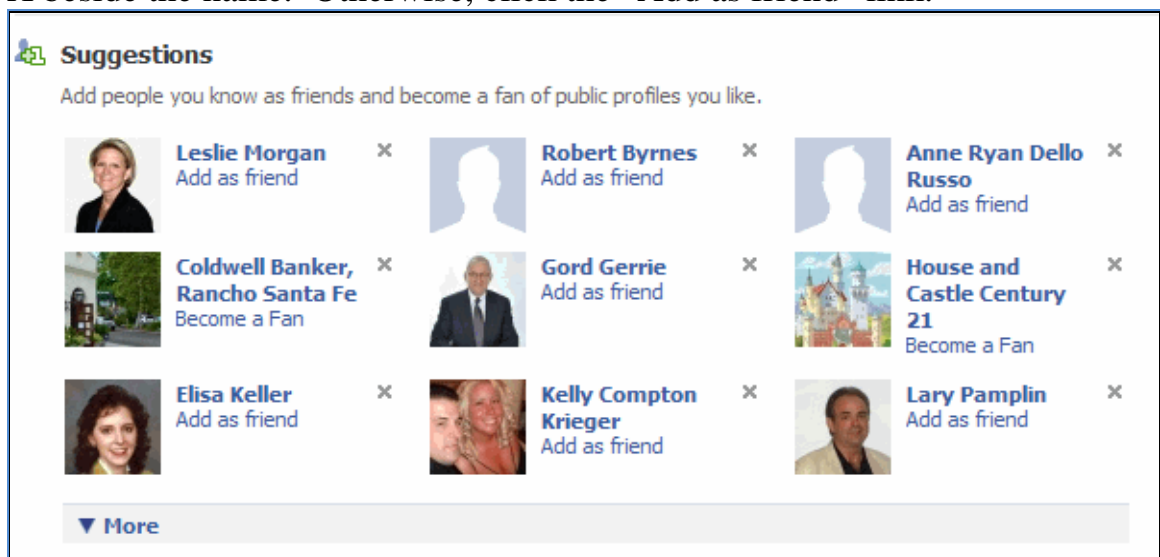 Suggestions
Add people you know as friends and become a fan of public profiles you like.
Leslie Morgan
Add as friend
Robert Byrnes
Add as friend
Anne Ryan Dello
Russo
Add as friend
Coldwell Banker,
Rancho Santa Fe
Become a Fan
Gord Gerrie
Add as friend
House and
Castle Century
21
Become a Fan
Elisa Keller
Add as friend
Kelly Compton
Krieger
Add as friend
Lary Pamplin
Add as friend
▼ More